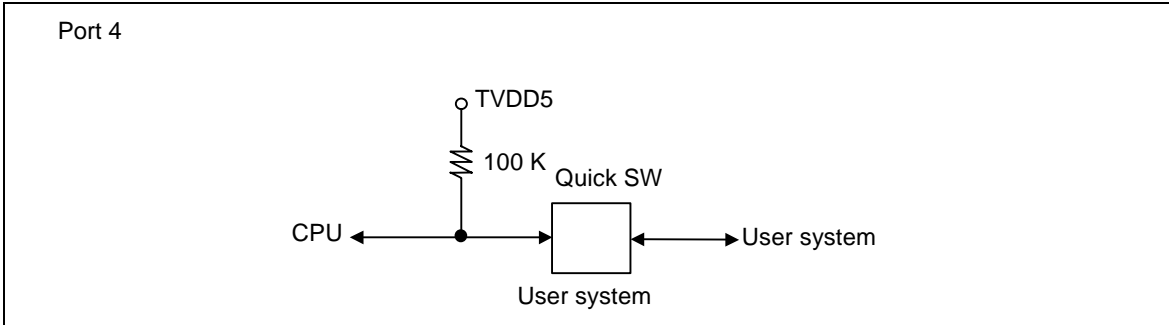 Port 4
TVDD5
100 K
Quick SW
CPU
User system
User system